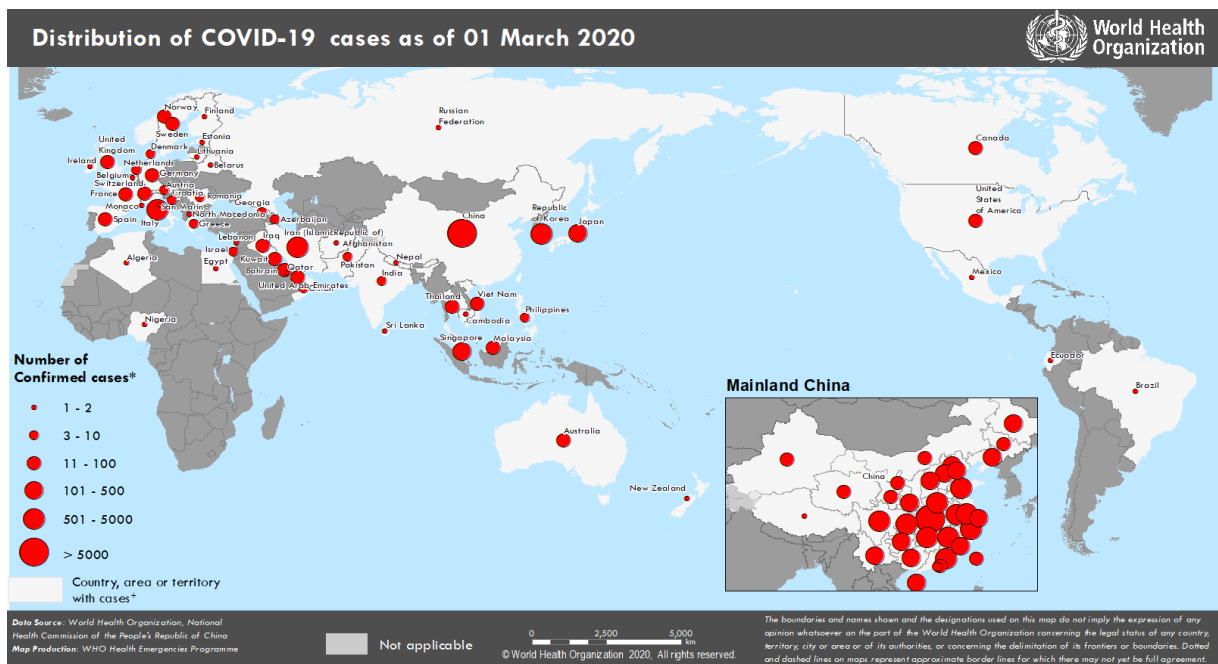 Distribution of COVID-19 cases as of 01 March 2020
World Health
Organization
Norway
Finland
Sweden
Estonia
United
Kingdom
Denmark
Lithuania
Ireland
Netherlands
Belarus
Belgium
Germany
Switzerland
Austria
France
Croatia
Romania
Monaco
San Marino
Georgia
Spain
Italy
North Macedonia
Azerbaijan
Greece
Lebanon
Iraq
Iran (Islamic Republic of)
Israel
Afghanistan
Algeria
Egypt
Kuwait
Pakistan
Nepal
Bahrain
Qatar
India
United Arab Emirates
Nigeria
Sri Lanka
Russian
Federation
China
Republic
of Korea
Japan
Thailand
Viet Nam
Cambodia
Philippines
Singapore
Malaysia
Australia
New Zealand
Canada
United
States
of America
Mexico
Ecuador
Brazil
Number of
Confirmed cases*
1 - 2
3 - 10
11 - 100
101 - 500
501 - 5000
> 5000
Country, area or territory
with cases+
Mainland China
China
Data Source: World Health Organization, National
Health Commission of the People's Republic of China
Map Production: WHO Health Emergencies Programme
Not applicable
0 2,500 5,000
km
© World Health Organization 2020, All rights reserved.
The boundaries and names shown and the designations used on this map do not imply the expression of any
opinion whatsoever on the part of the World Health Organization concerning the legal status of any country,
territory, city or area or of its authorities, or concerning the delimitation of its frontiers or boundaries. Dotted
and dashed lines on maps represent approximate border lines for which there may not yet be full agreement.